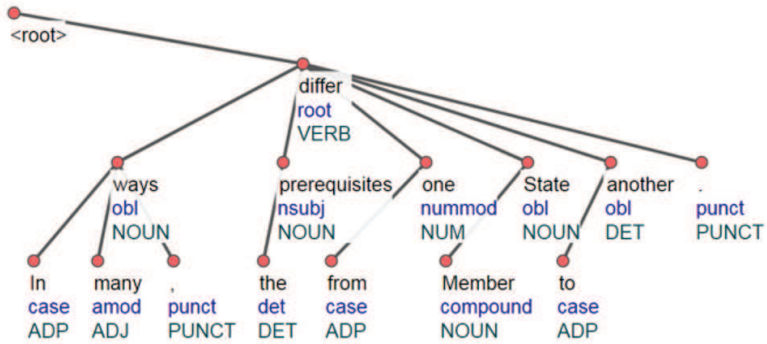 <root>
differ
root
VERB
ways prerequisites one State another .
obl nsubj nummod obl obl punct
NOUN NOUN NUM NOUN DET PUNCT
In many , the from Member to
case amod punct det case compound case
ADP ADJ PUNCT DET ADP NOUN ADP